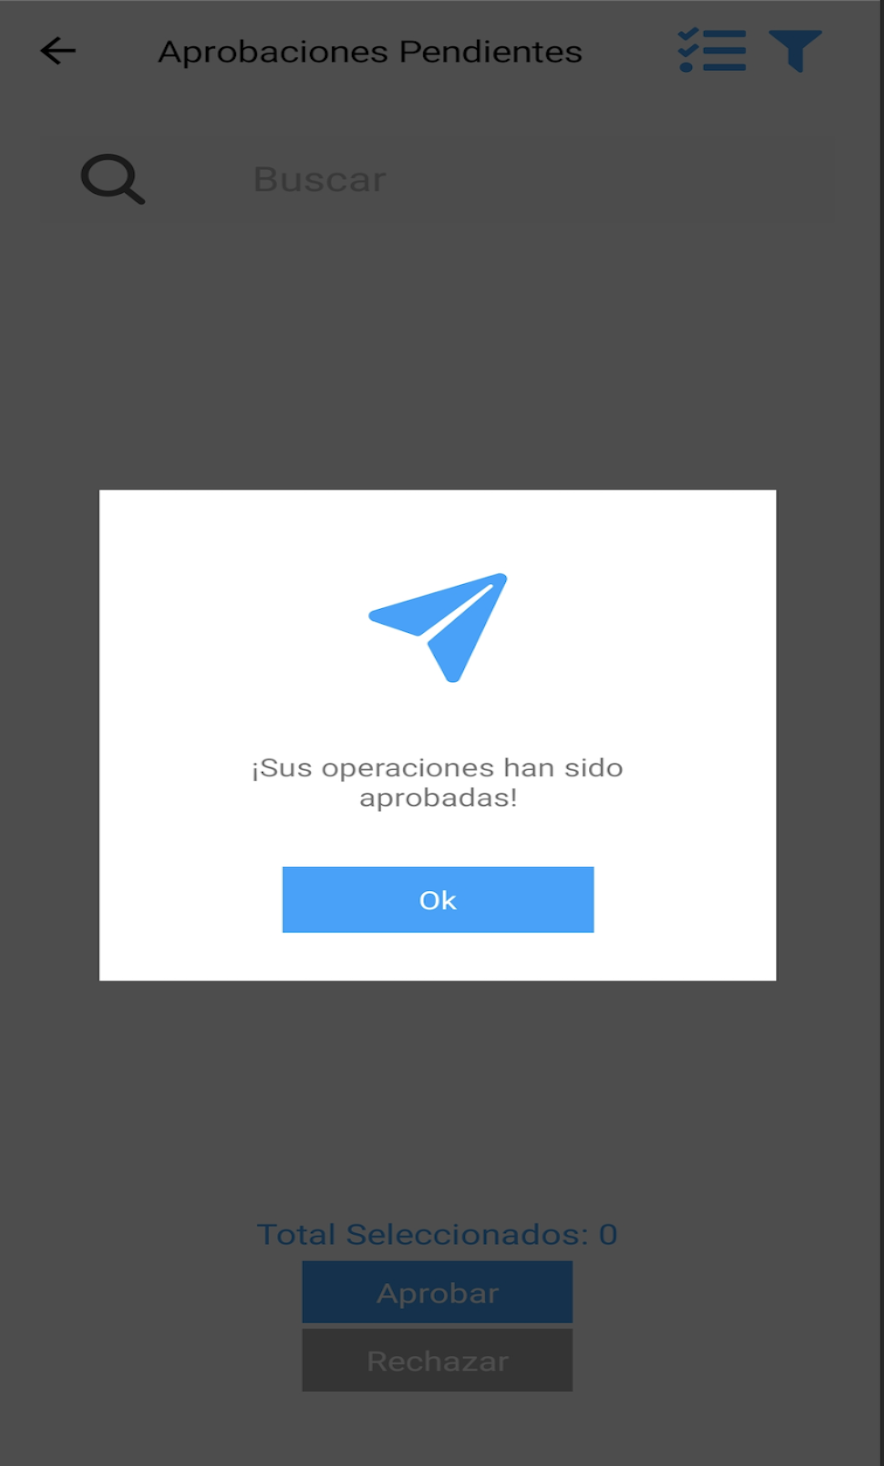 Aprobaciones Pendientes
Buscar
¡Sus operaciones han sido
aprobadas!
Ok
Total Seleccionados: 0
Aprobar
Rechazar